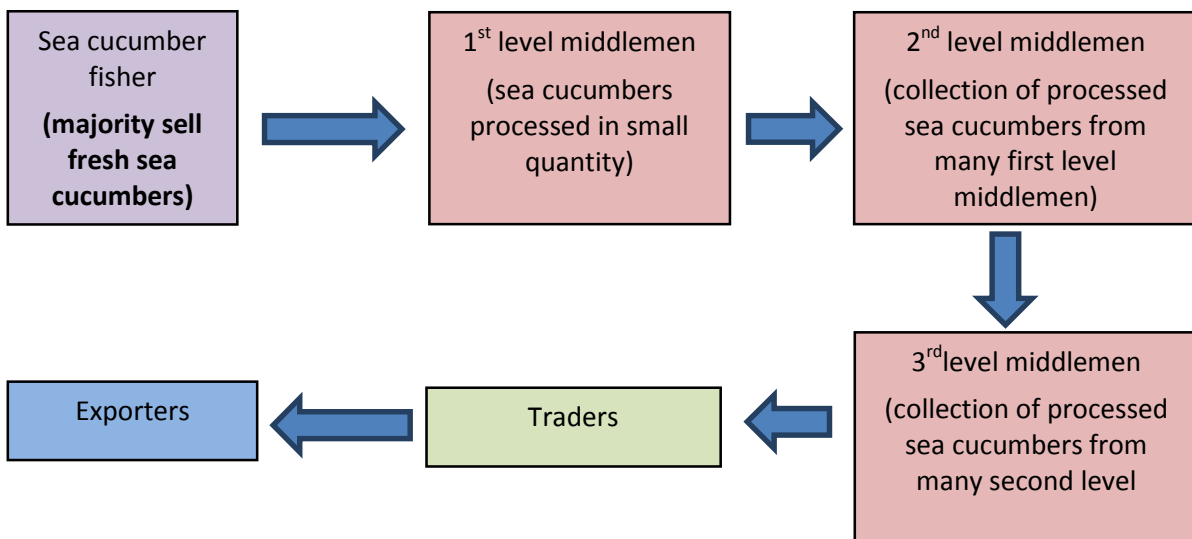 Sea cucumber
fisher
(majority sell
fresh sea
cucumbers)
1st level middlemen
(sea cucumbers
processed in small
quantity)
2nd level middlemen
(collection of processed
sea cucumbers from
many first level
middlemen)
3rdlevel middlemen
(collection of processed
sea cucumbers from
many second level
Traders
Exporters